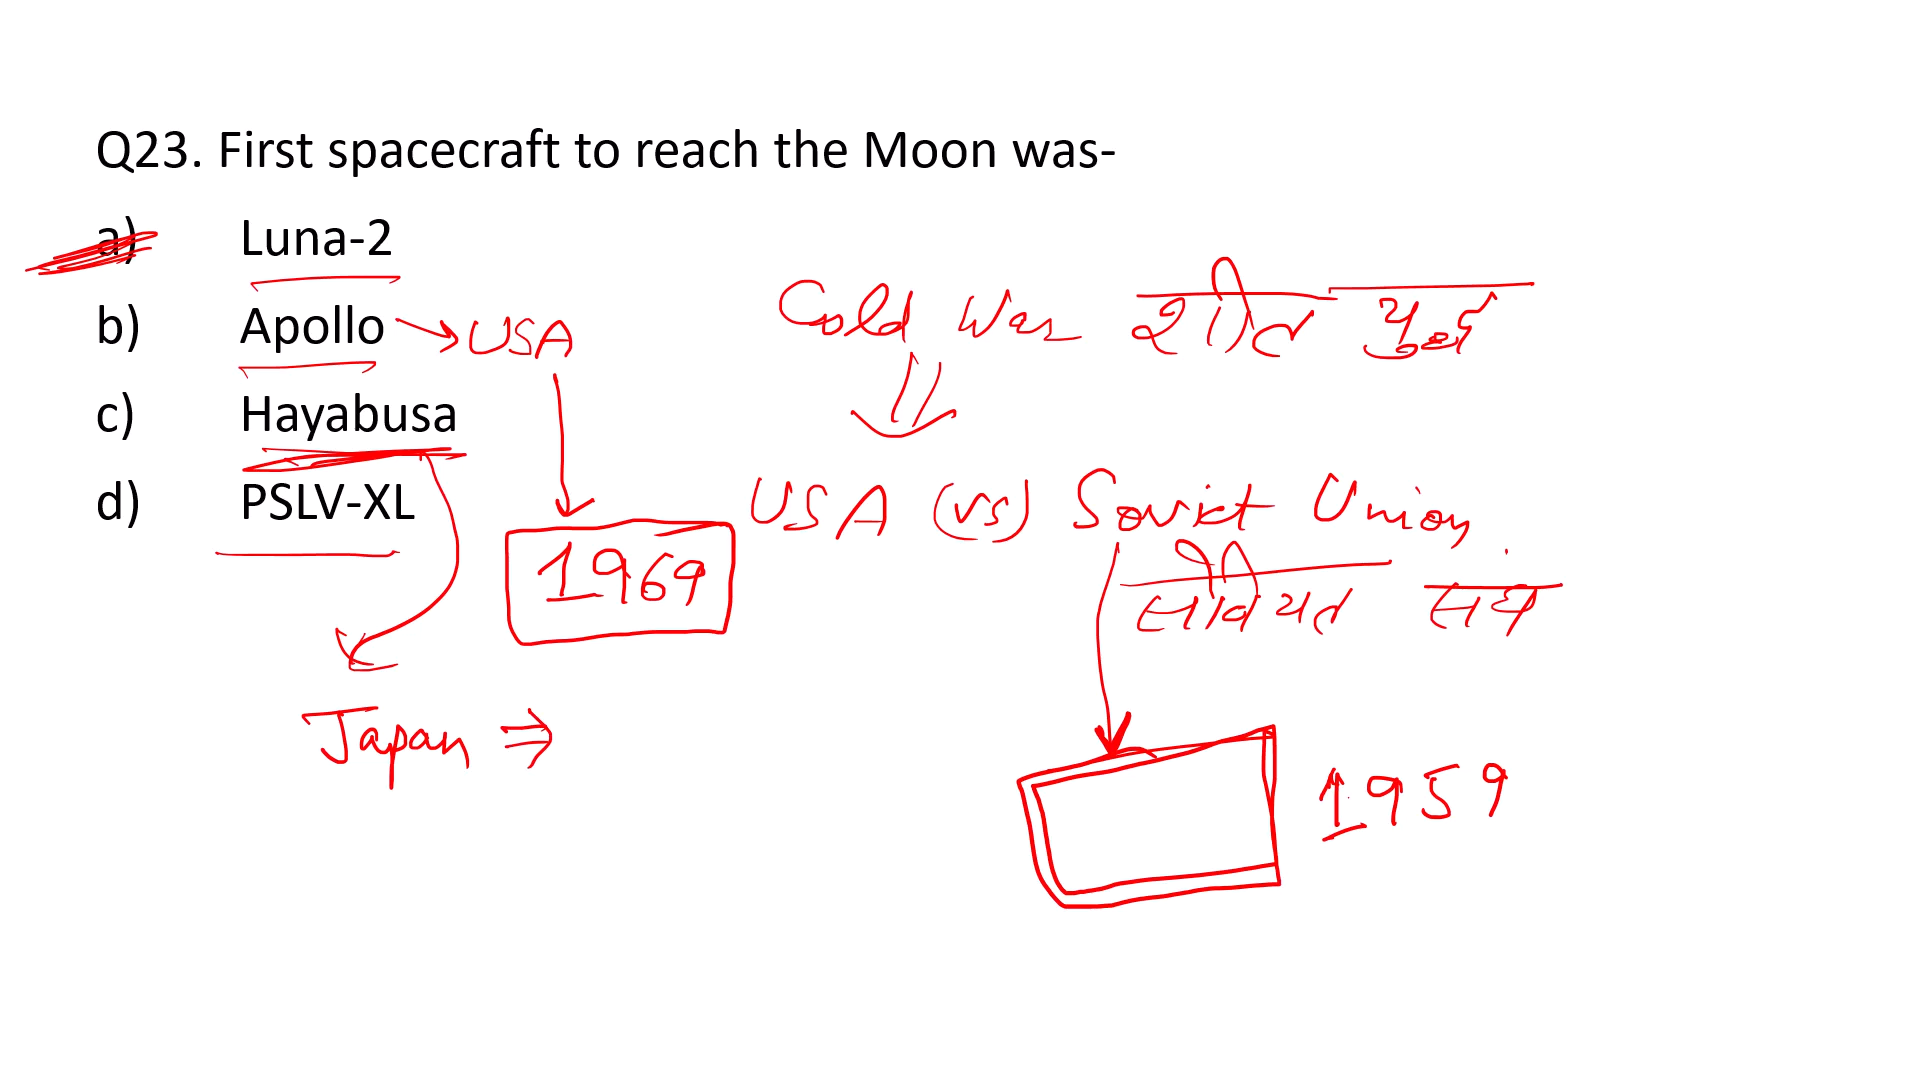 Q23. First spacecraft to reach the Moon was-
a) Luna-2
b) Apollo → USA
c) Hayabusa
d) PSLV-XL
Cold War शीत युद्ध
USA (vs) Soviet Union
1969
सोवियत संघ
Japan ⇒
1959